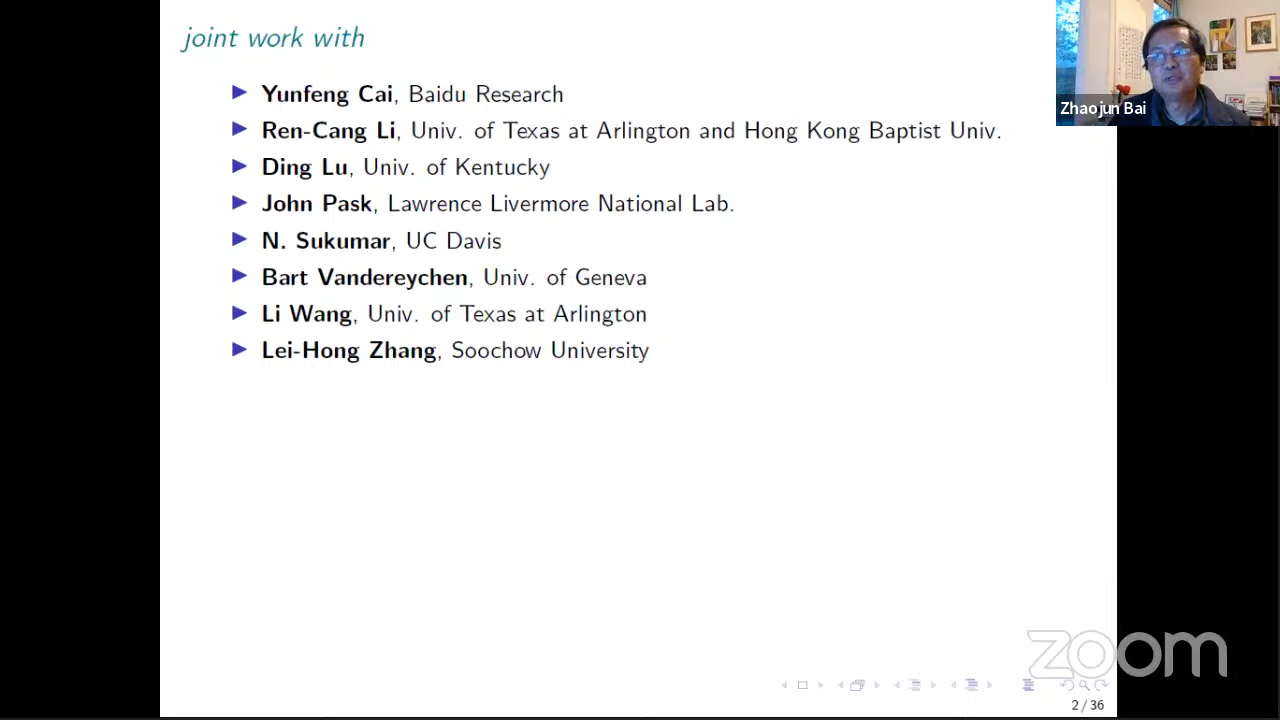 joint work with
Yunfeng Cai, Baidu Research
Ren-Cang Li, Univ. of Texas at Arlington and Hong Kong Baptist Univ.
Ding Lu, Univ. of Kentucky
John Pask, Lawrence Livermore National Lab.
N. Sukumar, UC Davis
Bart Vandereychen, Univ. of Geneva
Li Wang, Univ. of Texas at Arlington
Lei-Hong Zhang, Soochow University
Zhaojun Bai
zoom
2 / 36